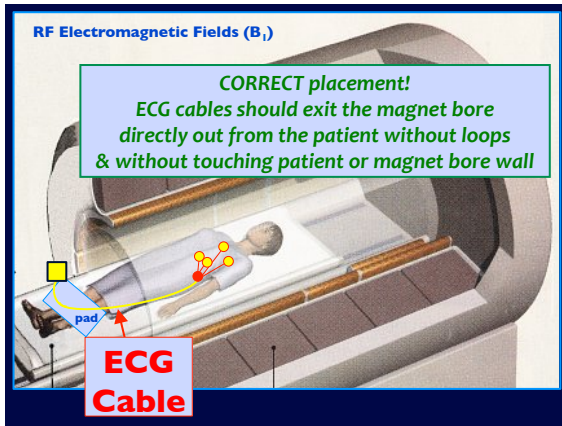 RF Electromagnetic Fields (B₁)
CORRECT placement!
ECG cables should exit the magnet bore
directly out from the patient without loops
& without touching patient or magnet bore wall
pad
ECG
Cable